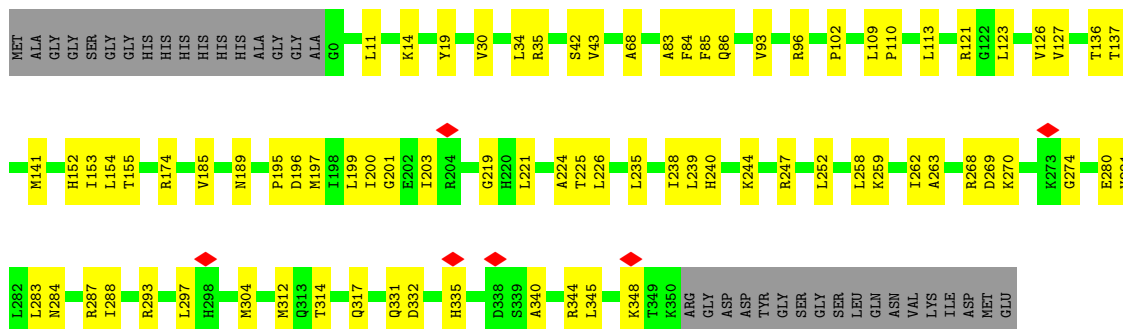 MET ALA GLY GLY SER GLY GLY HIS HIS HIS HIS HIS HIS ALA GLY GLY ALA G0 L11 K14 Y19 V30 L34 R35 S42 V43 A68 A83 F84 F85 Q86 V93 R96 P102 L109 P110 L113 R121 G122 L123 V126 V127 T136 T137
M141 H152 I153 L154 T155 R174 V185 N189 P195 D196 M197 I198 L199 I200 G201 E202 I203 R204 G219 H220 L221 A224 T225 L226 L235 I238 L239 H240 K244 R247 L252 L258 K259 I262 A263 R268 D269 K270 K273 G274 E280
L282 L283 N284 R287 I288 R293 L297 H298 M304 M312 Q313 T314 Q317 Q331 D332 H335 D338 S339 A340 R344 L345 K348 T349 K350 ARG GLY ASP ASP TYR GLY SER GLY SER LEU GLN ASN VAL LYS ILE ASP MET GLU